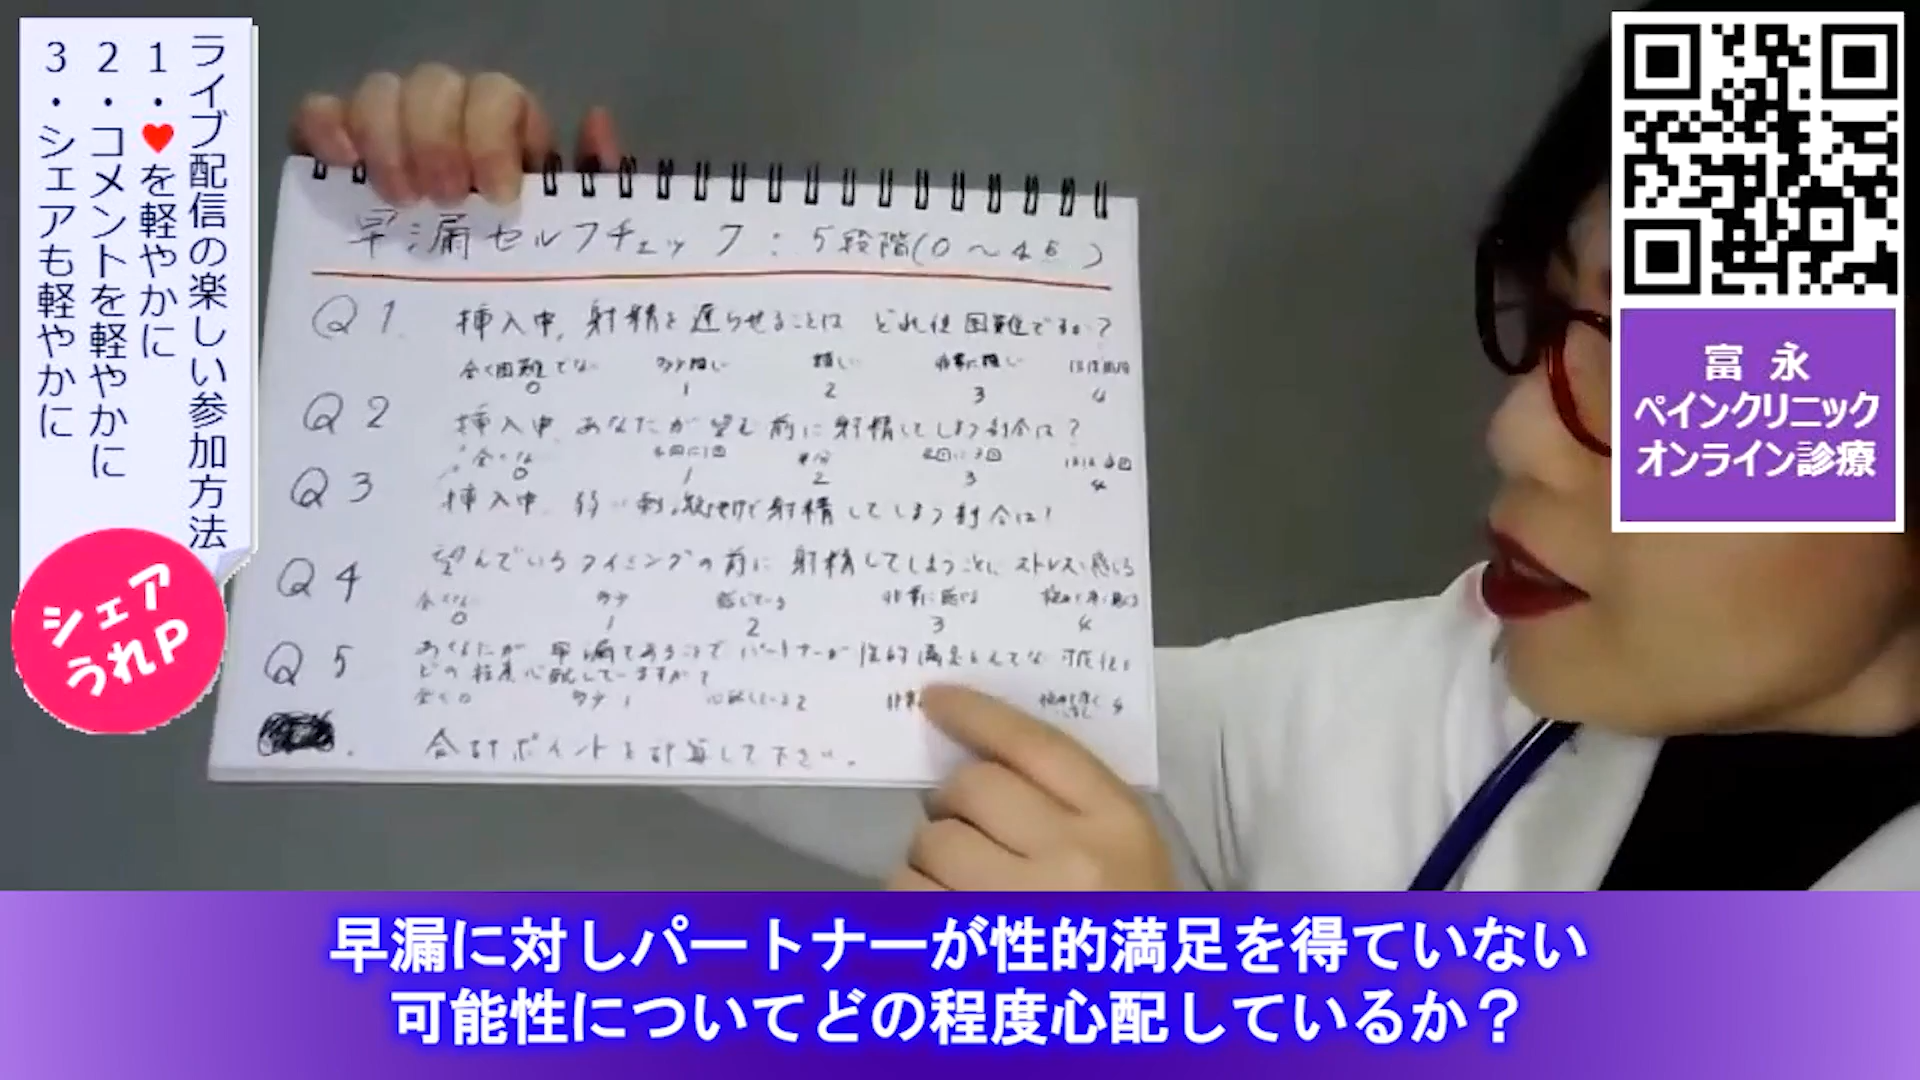 ライブ配信の楽しい参加方法
1・♥を軽やかに
2・コメントを軽やかに
3・シェアも軽やかに
シェア
うれP
早漏セルフチェック:5段階(0〜4点)
Q1. 挿入中,射精を遅らせることは どれ位困難ですか?
全く困難でない 多少難しい 難しい 非常に難しい
0 1 2 3 4
Q2 挿入中 あなたが望む前に射精してしまう割合は?
0 1 2 3 4
Q3 挿入中 弱い刺激だけで射精してしまう割合は?
Q4 望んでいるタイミングの前に射精してしまうことにストレスを感じる
全くない 多少 感じている 非常に感じる
0 1 2 3 4
Q5 あなたが早漏であることでパートナーが性的満足をえてない可能性を
どの程度心配していますか?
全く0 多少1 心配している2 4
合計ポイントを計算して下さい。
富永
ペインクリニック
オンライン診療
早漏に対しパートナーが性的満足を得ていない
可能性についてどの程度心配しているか?